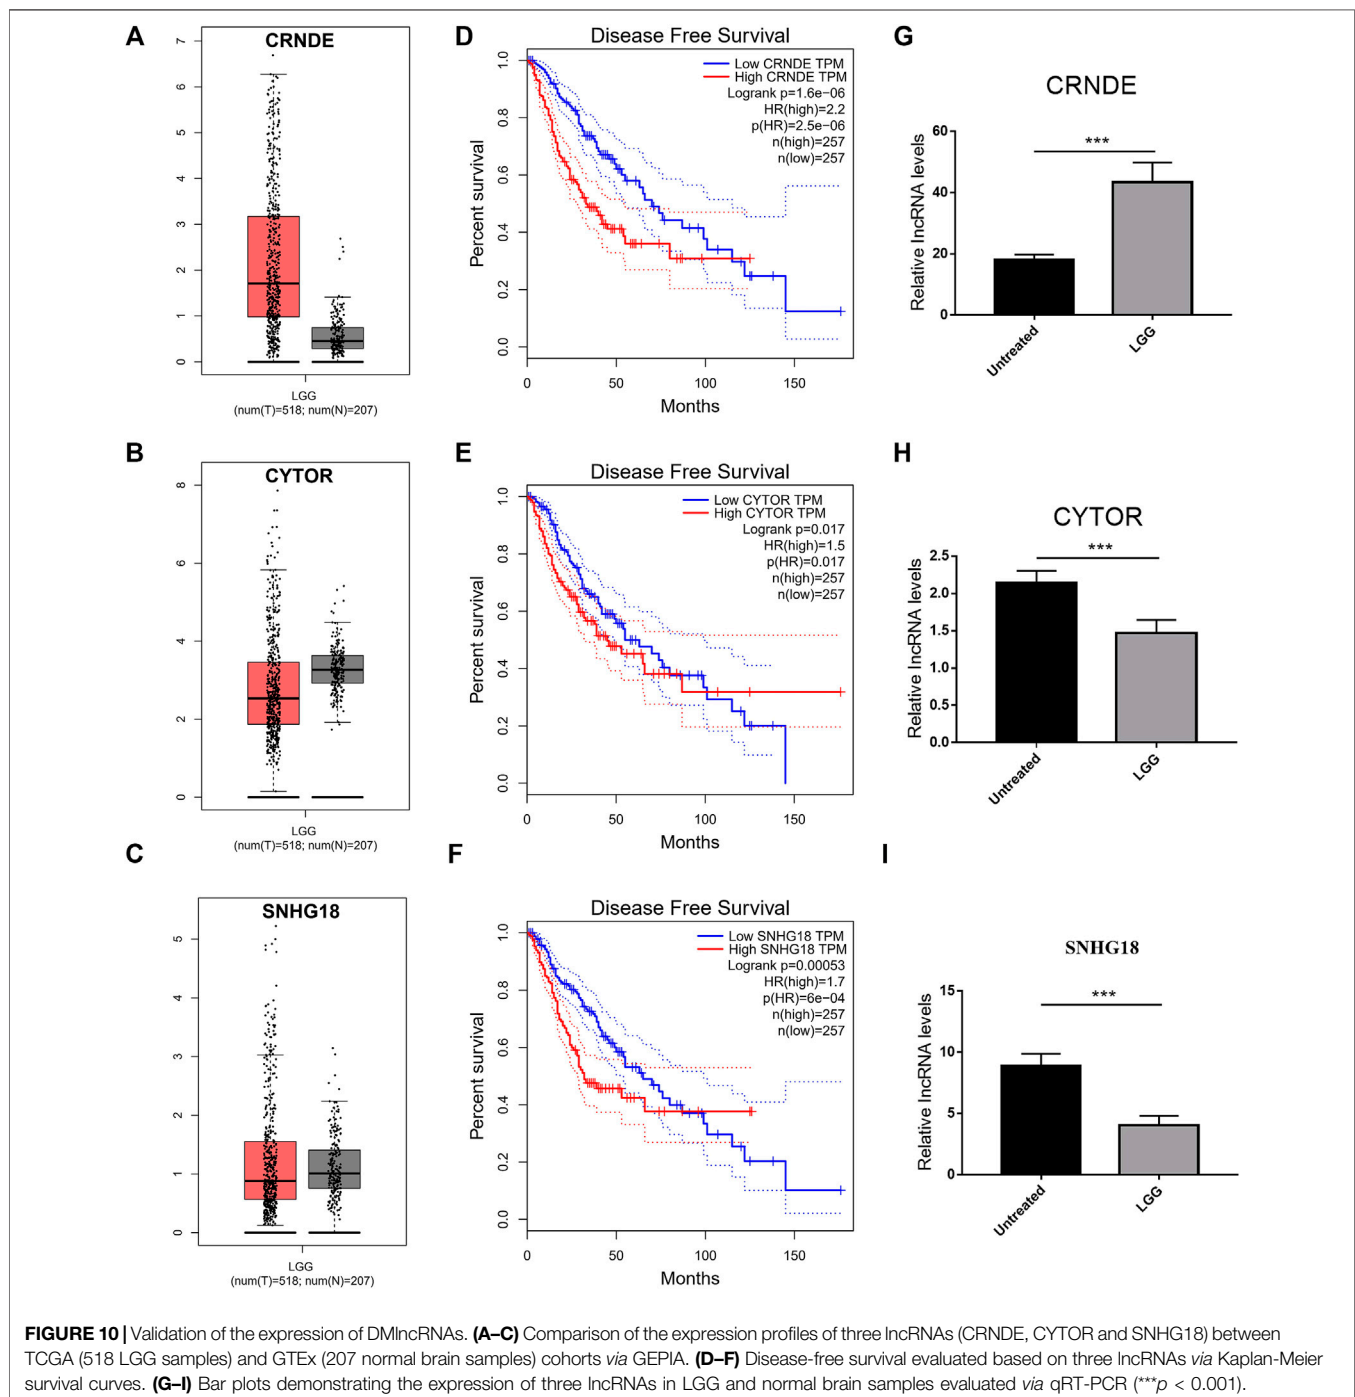 A
CRNDE
7
6
5
4
3
2
1
0
LGG
(num(T)=518; num(N)=207)
D
Disease Free Survival
Low CRNDE TPM
High CRNDE TPM
Logrank p=1.6e−06
HR(high)=2.2
p(HR)=2.5e−06
n(high)=257
n(low)=257
Percent survival
1.0
0.8
0.6
0.4
0.2
0.0
0 50 100 150
Months
G
CRNDE
***
Relative lncRNA levels
60
40
20
0
Untreated
LGG
B
CYTOR
8
6
4
2
0
LGG
(num(T)=518; num(N)=207)
E
Disease Free Survival
Low CYTOR TPM
High CYTOR TPM
Logrank p=0.017
HR(high)=1.5
p(HR)=0.017
n(high)=257
n(low)=257
Percent survival
1.0
0.8
0.6
0.4
0.2
0.0
0 50 100 150
Months
H
CYTOR
***
Relative lncRNA levels
2.5
2.0
1.5
1.0
0.5
0.0
Untreated
LGG
C
SNHG18
5
4
3
2
1
0
LGG
(num(T)=518; num(N)=207)
F
Disease Free Survival
Low SNHG18 TPM
High SNHG18 TPM
Logrank p=0.00053
HR(high)=1.7
p(HR)=6e−04
n(high)=257
n(low)=257
Percent survival
1.0
0.8
0.6
0.4
0.2
0.0
0 50 100 150
Months
I
SNHG18
***
Relative lncRNA levels
15
10
5
0
Untreated
LGG
FIGURE 10 | Validation of the expression of DMlncRNAs. (A–C) Comparison of the expression profiles of three lncRNAs (CRNDE, CYTOR and SNHG18) between
TCGA (518 LGG samples) and GTEx (207 normal brain samples) cohorts via GEPIA. (D–F) Disease-free survival evaluated based on three lncRNAs via Kaplan-Meier
survival curves. (G–I) Bar plots demonstrating the expression of three lncRNAs in LGG and normal brain samples evaluated via qRT-PCR (***p < 0.001).